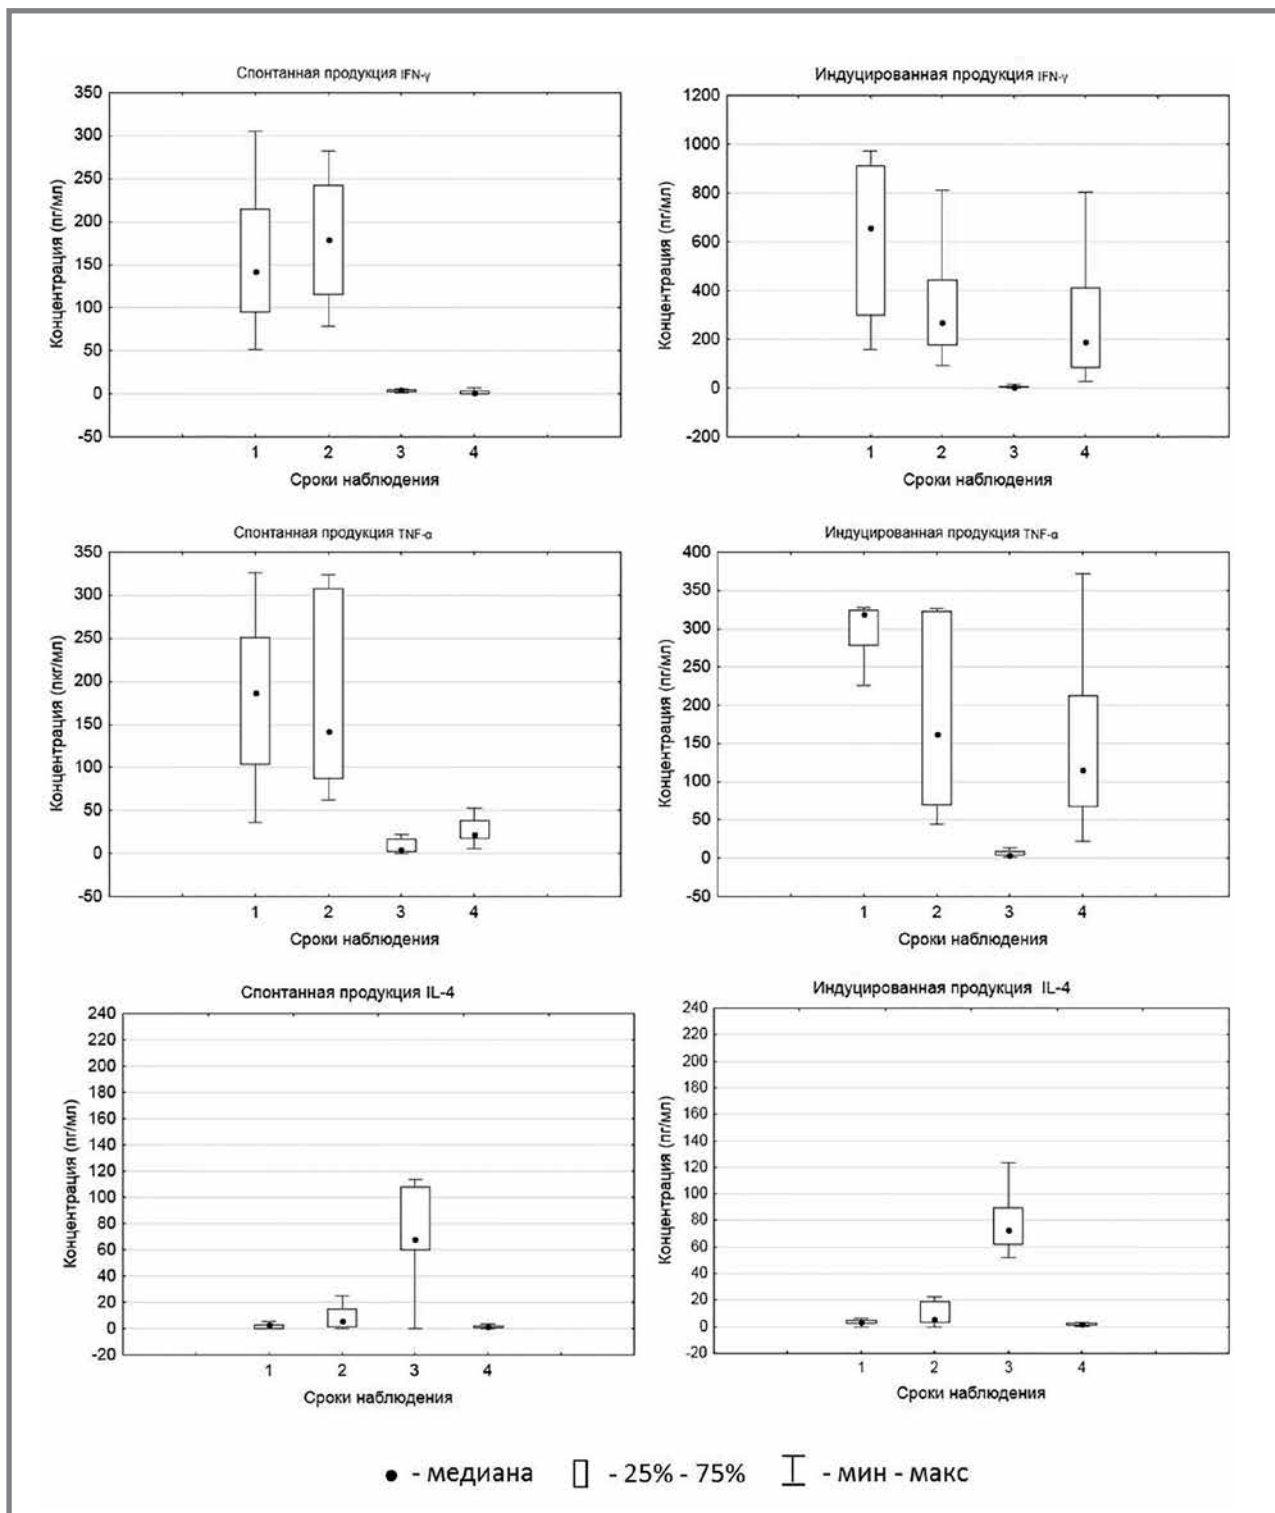 Спонтанная продукция IFN-γ
350
300
250
200
150
100
50
0
-50
Концентрация (пг/мл)
1 2 3 4
Сроки наблюдения
Индуцированная продукция IFN-γ
1200
1000
800
600
400
200
0
-200
Концентрация (пг/мл)
1 2 3 4
Сроки наблюдения
Спонтанная продукция TNF-α
350
300
250
200
150
100
50
0
-50
Концентрация (пкг/мл)
1 2 3 4
Сроки наблюдения
Индуцированная продукция TNF-α
400
350
300
250
200
150
100
50
0
-50
Концентрация (пг/мл)
1 2 3 4
Сроки наблюдения
Спонтанная продукция IL-4
240
220
200
180
160
140
120
100
80
60
40
20
0
-20
Концентрация (пг/мл)
1 2 3 4
Сроки наблюдения
Индуцированная продукция IL-4
240
220
200
180
160
140
120
100
80
60
40
20
0
-20
Концентрация (пг/мл)
1 2 3 4
Сроки наблюдения
- медиана - 25% - 75% - мин - макс